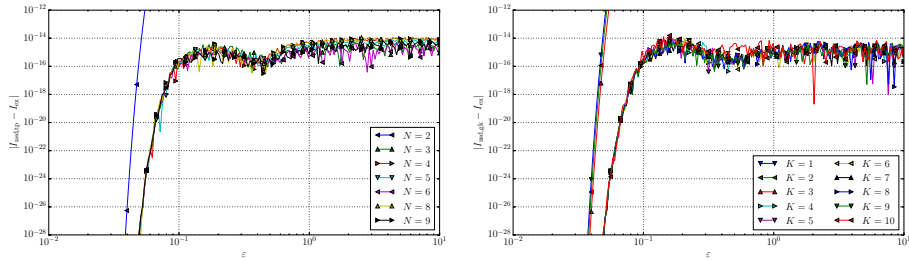 |I_nsd,tp − I_ex|
10^−12
10^−14
10^−16
10^−18
10^−20
10^−22
10^−24
10^−26
10^−28
10^−2
10^−1
10^0
10^1
ε
N = 2
N = 3
N = 4
N = 5
N = 6
N = 8
N = 9
|I_nsd,gk − I_ex|
10^−12
10^−14
10^−16
10^−18
10^−20
10^−22
10^−24
10^−26
10^−28
10^−2
10^−1
10^0
10^1
ε
K = 1
K = 2
K = 3
K = 4
K = 5
K = 6
K = 7
K = 8
K = 9
K = 10